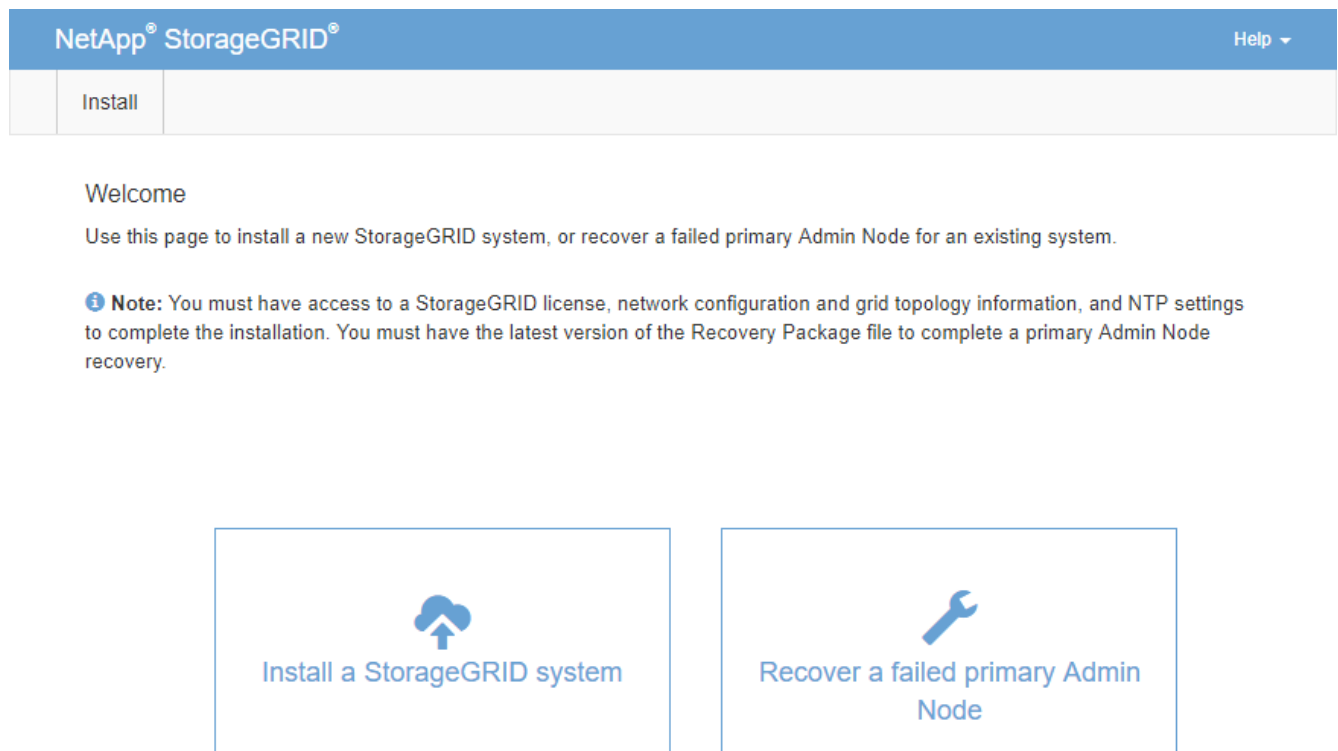 NetApp® StorageGRID®
Help
Install
Welcome
Use this page to install a new StorageGRID system, or recover a failed primary Admin Node for an existing system.
Note: You must have access to a StorageGRID license, network configuration and grid topology information, and NTP settings
to complete the installation. You must have the latest version of the Recovery Package file to complete a primary Admin Node
recovery.
Install a StorageGRID system
Recover a failed primary Admin
Node